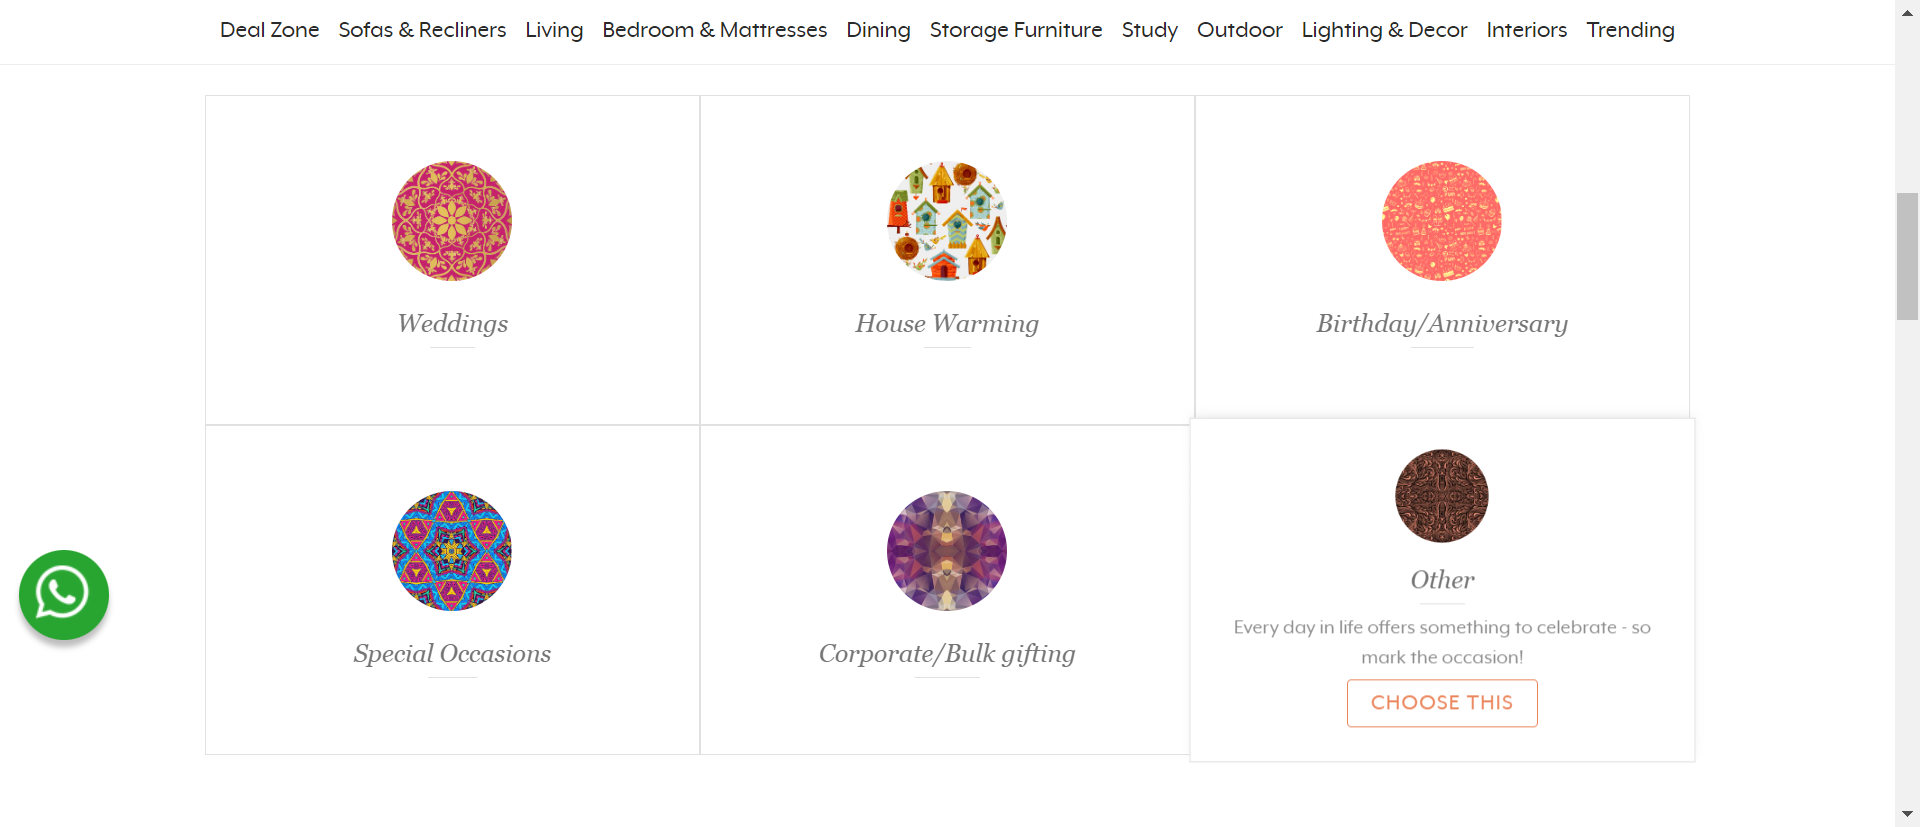 Deal Zone Sofas & Recliners Living Bedroom & Mattresses Dining Storage Furniture Study Outdoor Lighting & Decor Interiors Trending
Weddings
House Warming
Birthday/Anniversary
Special Occasions
Corporate/Bulk gifting
Other
Every day in life offers something to celebrate - so
mark the occasion!
CHOOSE THIS